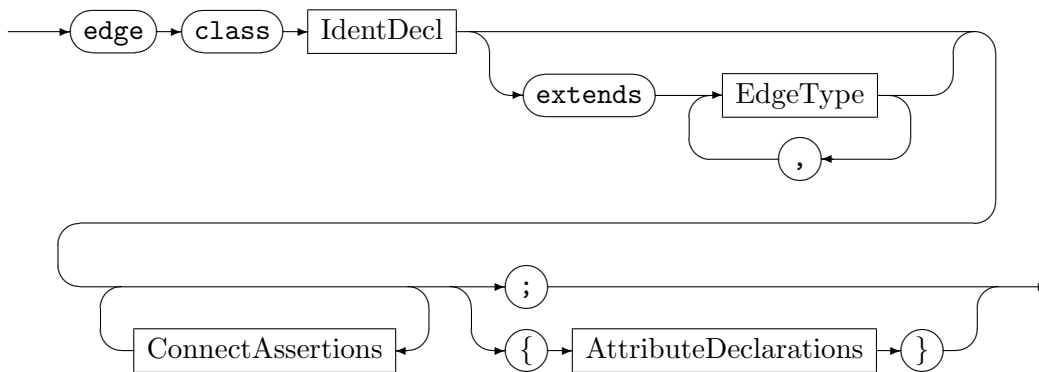 edge class IdentDecl
extends EdgeType
,
;
ConnectAssertions { AttributeDeclarations }